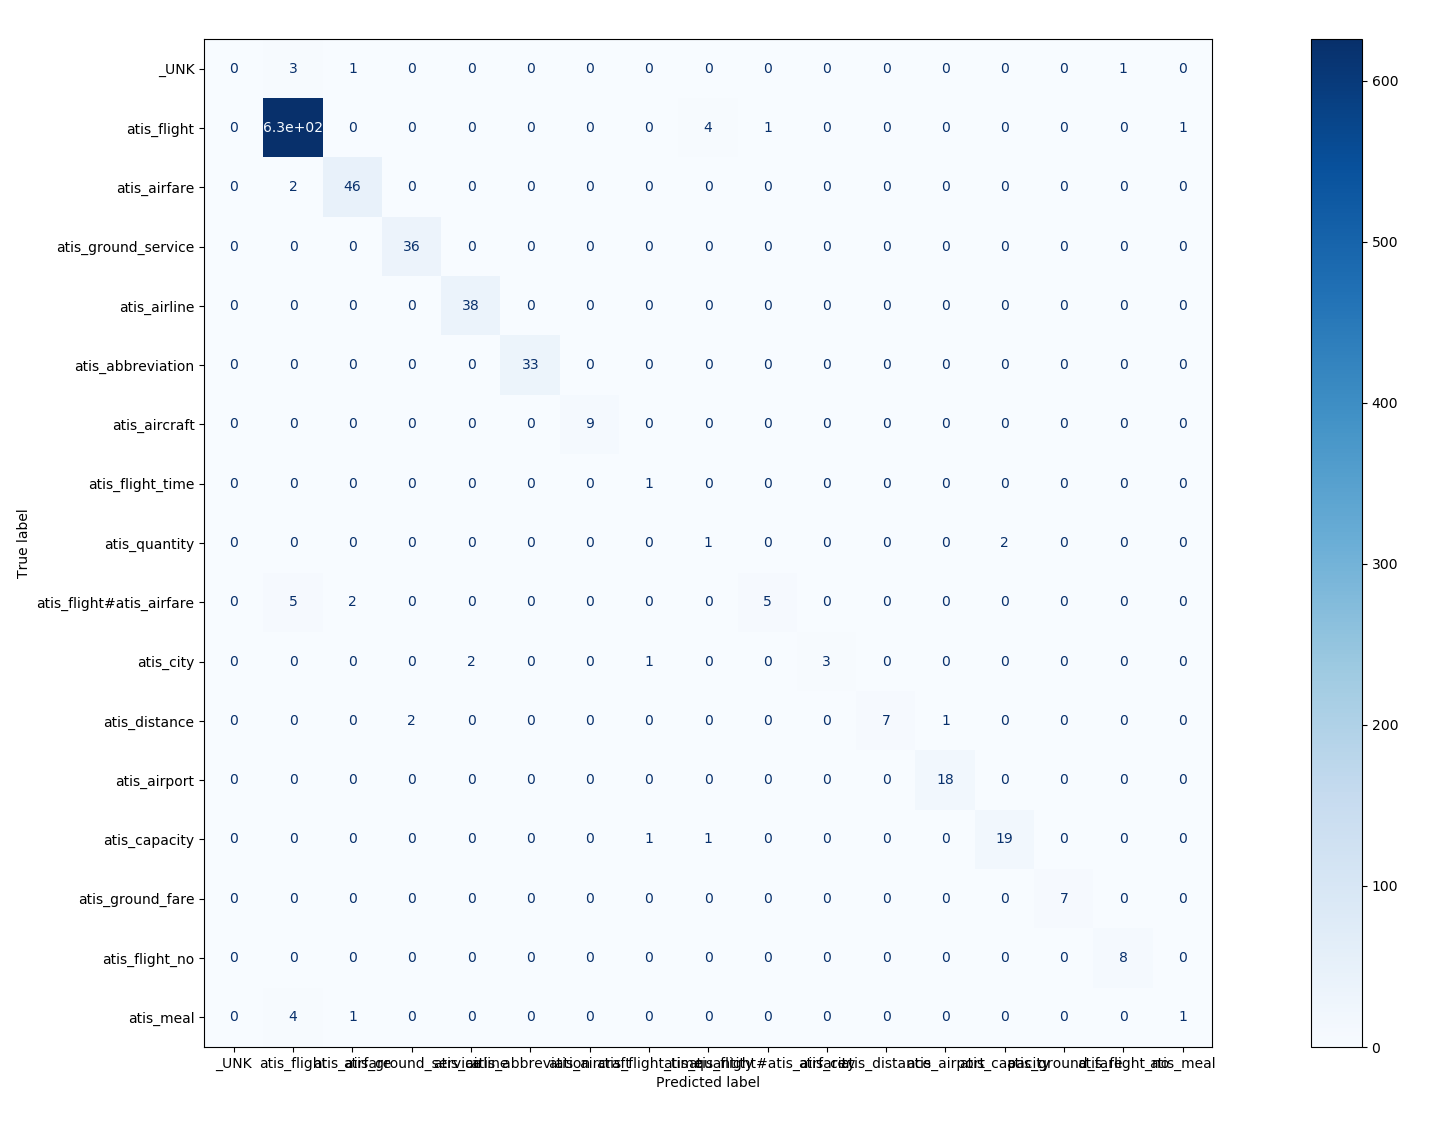 _UNK 0 3 1 0 0 0 0 0 0 0 0 0 0 0 0 1 0
atis_flight 0 6.3e+02 0 0 0 0 0 0 4 1 0 0 0 0 0 0 1
atis_airfare 0 2 46 0 0 0 0 0 0 0 0 0 0 0 0 0 0
atis_ground_service 0 0 0 36 0 0 0 0 0 0 0 0 0 0 0 0 0
atis_airline 0 0 0 0 38 0 0 0 0 0 0 0 0 0 0 0 0
atis_abbreviation 0 0 0 0 0 33 0 0 0 0 0 0 0 0 0 0 0
atis_aircraft 0 0 0 0 0 0 9 0 0 0 0 0 0 0 0 0 0
atis_flight_time 0 0 0 0 0 0 0 1 0 0 0 0 0 0 0 0 0
atis_quantity 0 0 0 0 0 0 0 0 1 0 0 0 0 2 0 0 0
atis_flight#atis_airfare 0 5 2 0 0 0 0 0 0 5 0 0 0 0 0 0 0
atis_city 0 0 0 0 2 0 0 1 0 0 3 0 0 0 0 0 0
atis_distance 0 0 0 2 0 0 0 0 0 0 0 7 1 0 0 0 0
atis_airport 0 0 0 0 0 0 0 0 0 0 0 0 18 0 0 0 0
atis_capacity 0 0 0 0 0 0 0 1 1 0 0 0 0 19 0 0 0
atis_ground_fare 0 0 0 0 0 0 0 0 0 0 0 0 0 0 7 0 0
atis_flight_no 0 0 0 0 0 0 0 0 0 0 0 0 0 0 0 8 0
atis_meal 0 4 1 0 0 0 0 0 0 0 0 0 0 0 0 0 1
_UNK atis_flight atis_airfare atis_ground_service atis_airline atis_abbreviation atis_aircraft atis_flight_time atis_quantity atis_flight#atis_airfare atis_city atis_distance atis_airport atis_capacity atis_ground_fare atis_flight_no atis_meal
Predicted label
True label
600
500
400
300
200
100
0